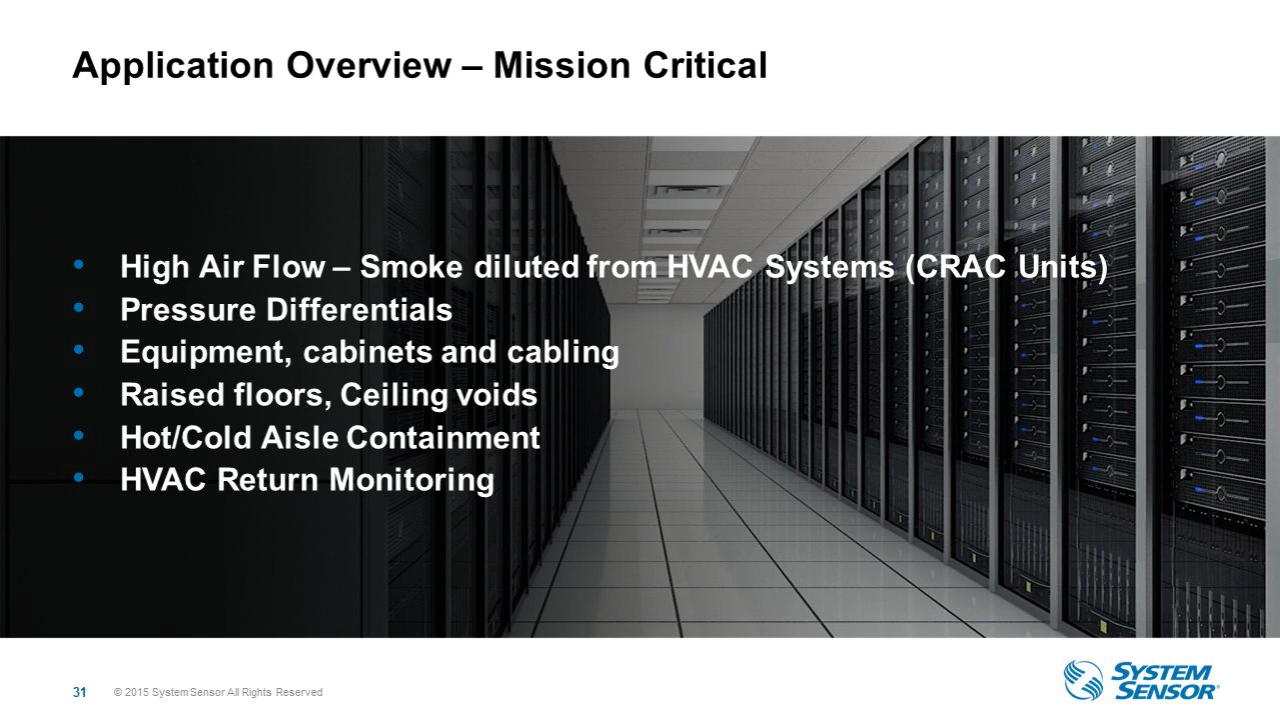 Application Overview – Mission Critical
• High Air Flow – Smoke diluted from HVAC Systems (CRAC Units)
• Pressure Differentials
• Equipment, cabinets and cabling
• Raised floors, Ceiling voids
• Hot/Cold Aisle Containment
• HVAC Return Monitoring
31 © 2015 System Sensor All Rights Reserved
SYSTEM
SENSOR®